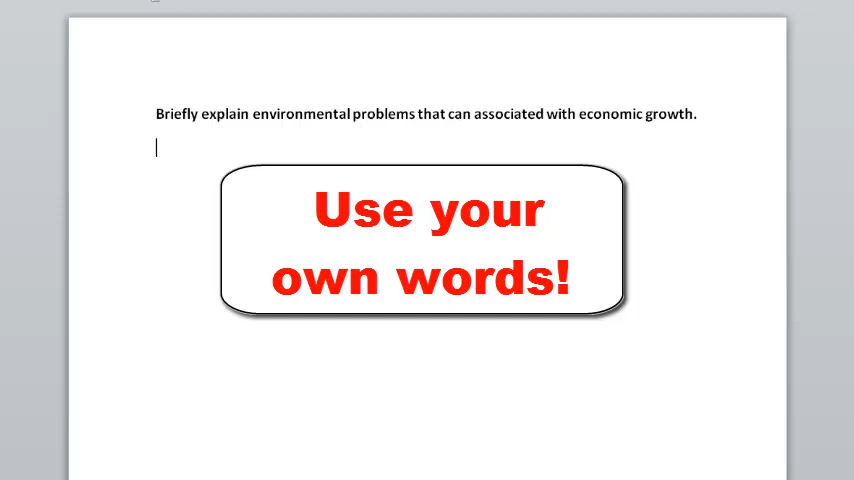 Briefly explain environmental problems that can associated with economic growth.
Use your
own words!